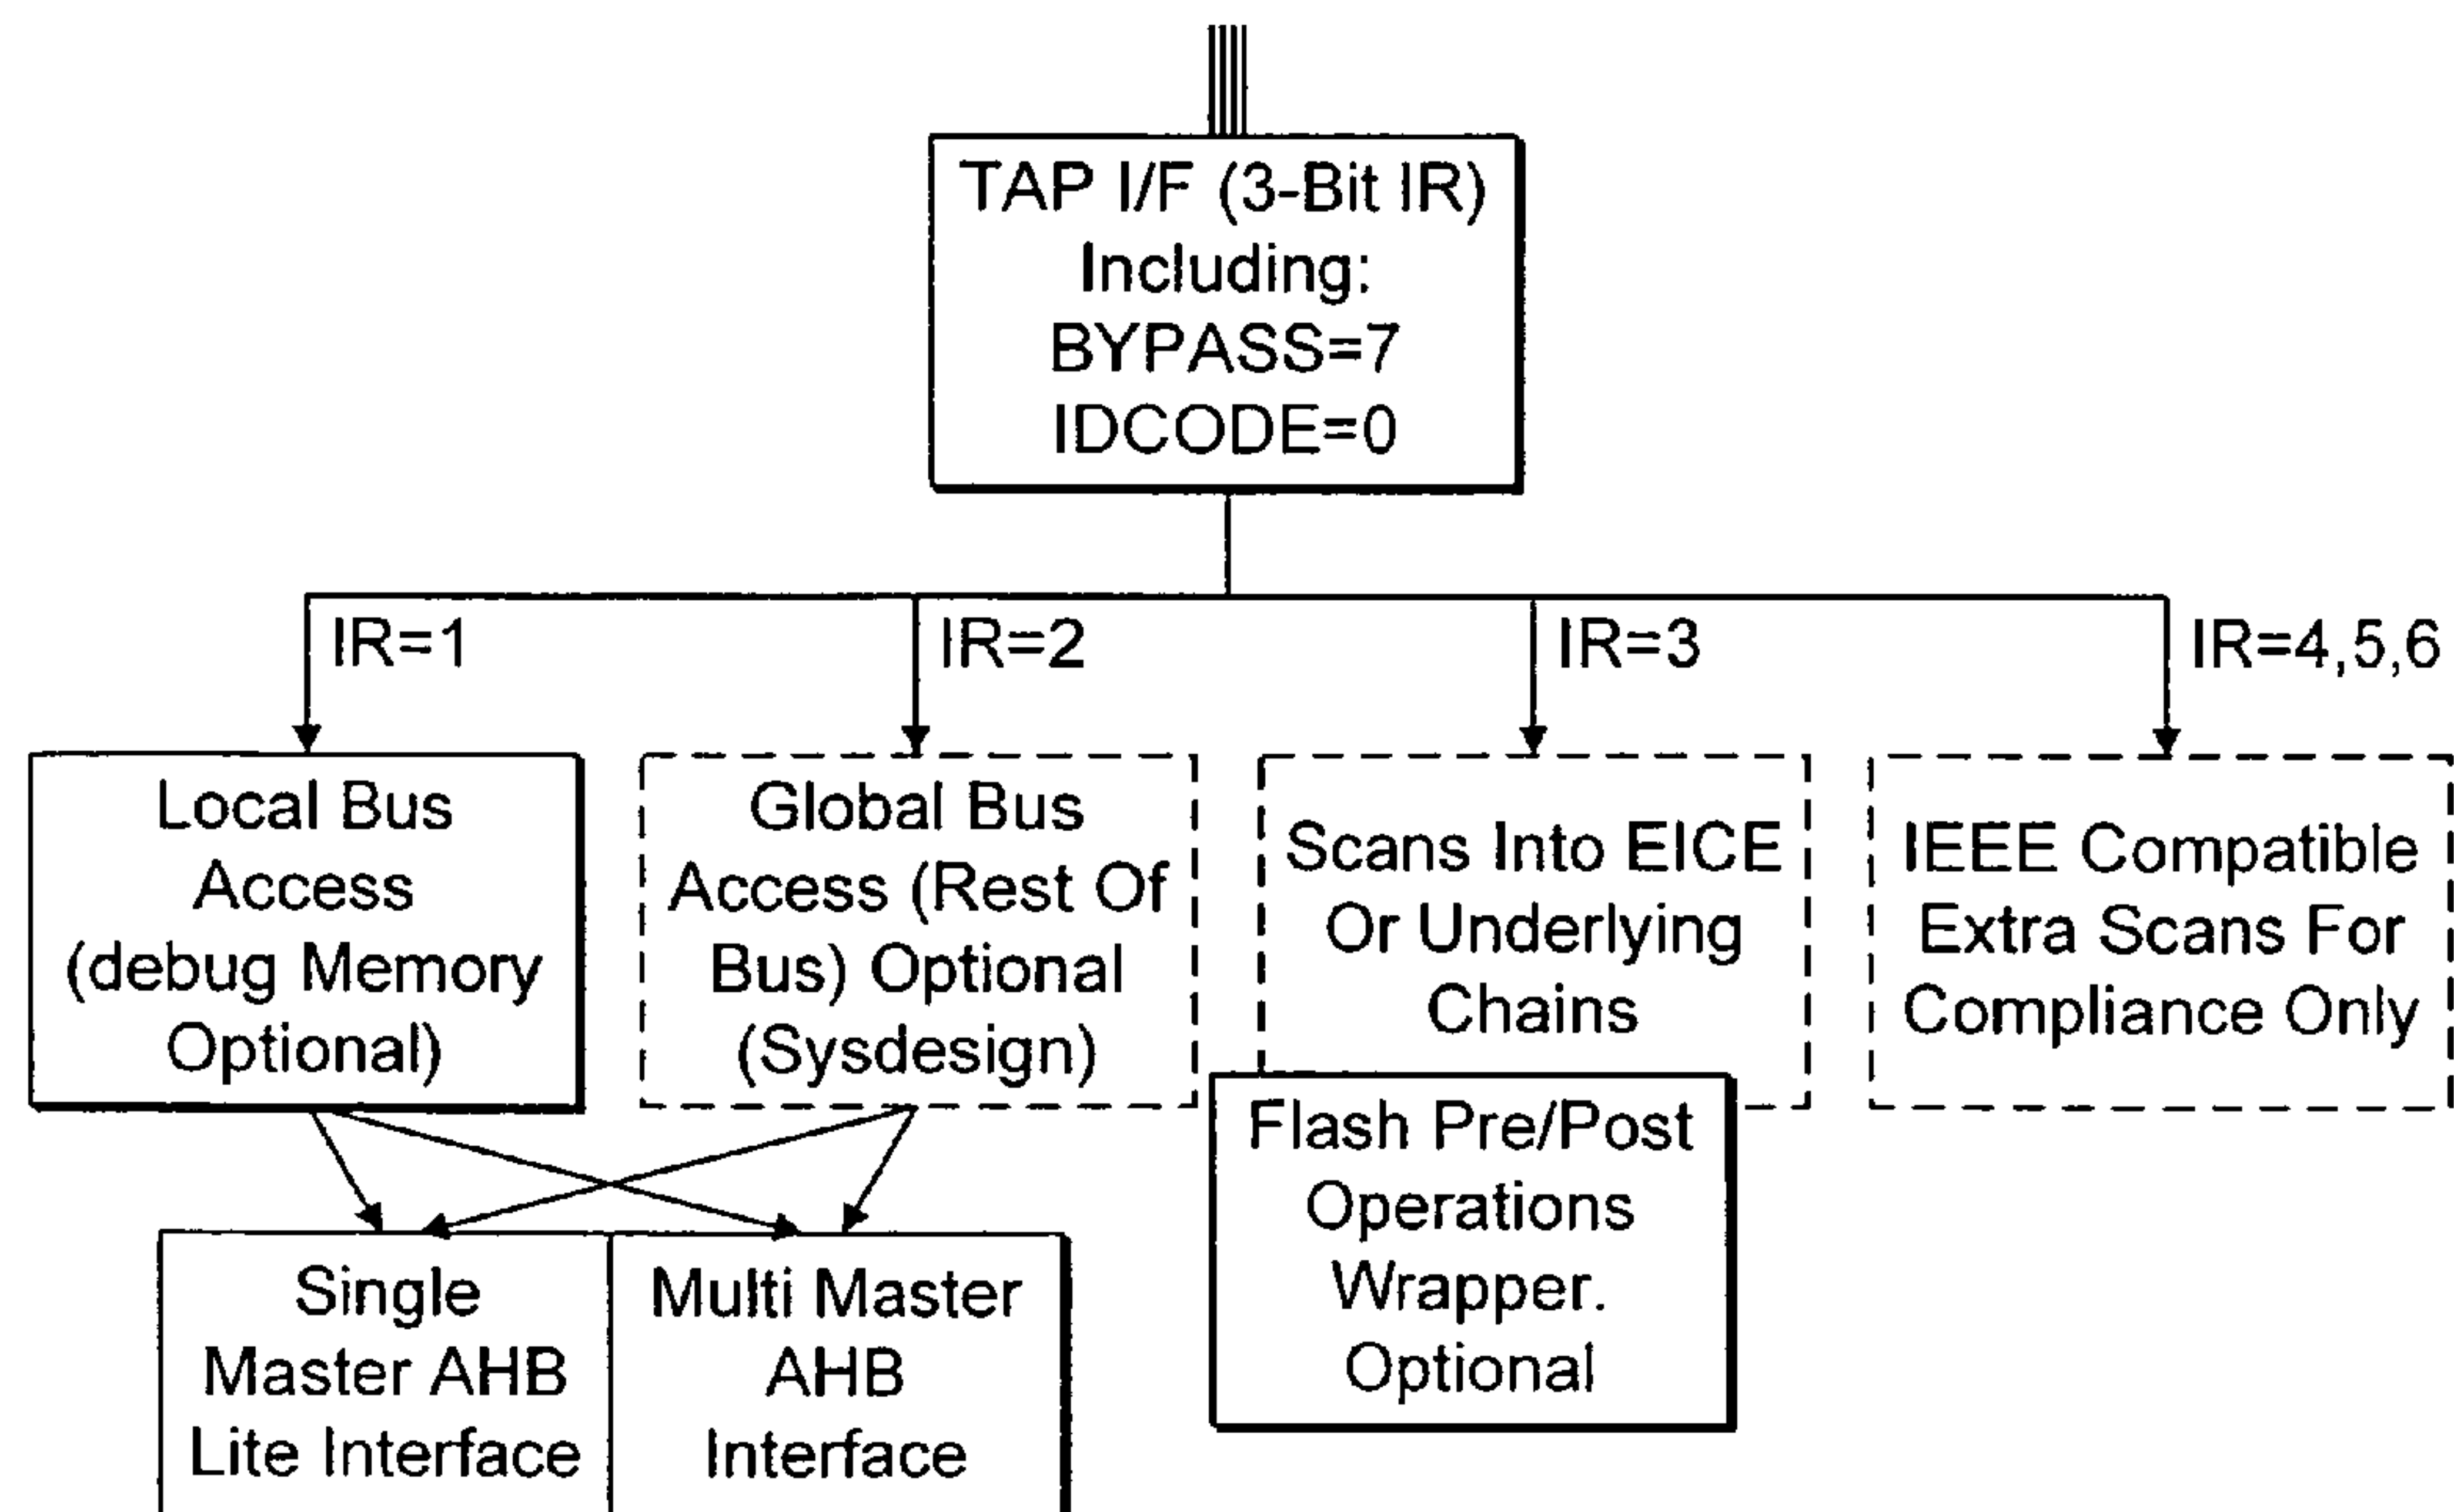 TAP I/F (3-Bit IR)
Including:
BYPASS=7
IDCODE=0
IR=1
IR=2
IR=3
IR=4,5,6
Local Bus
Access
(debug Memory
Optional)
Global Bus
Access (Rest Of
Bus) Optional
(Sysdesign)
Scans Into EICE
Or Underlying
Chains
IEEE Compatible
Extra Scans For
Compliance Only
Flash Pre/Post
Operations
Wrapper.
Optional
Single
Master AHB
Lite Interface
Multi Master
AHB
Interface